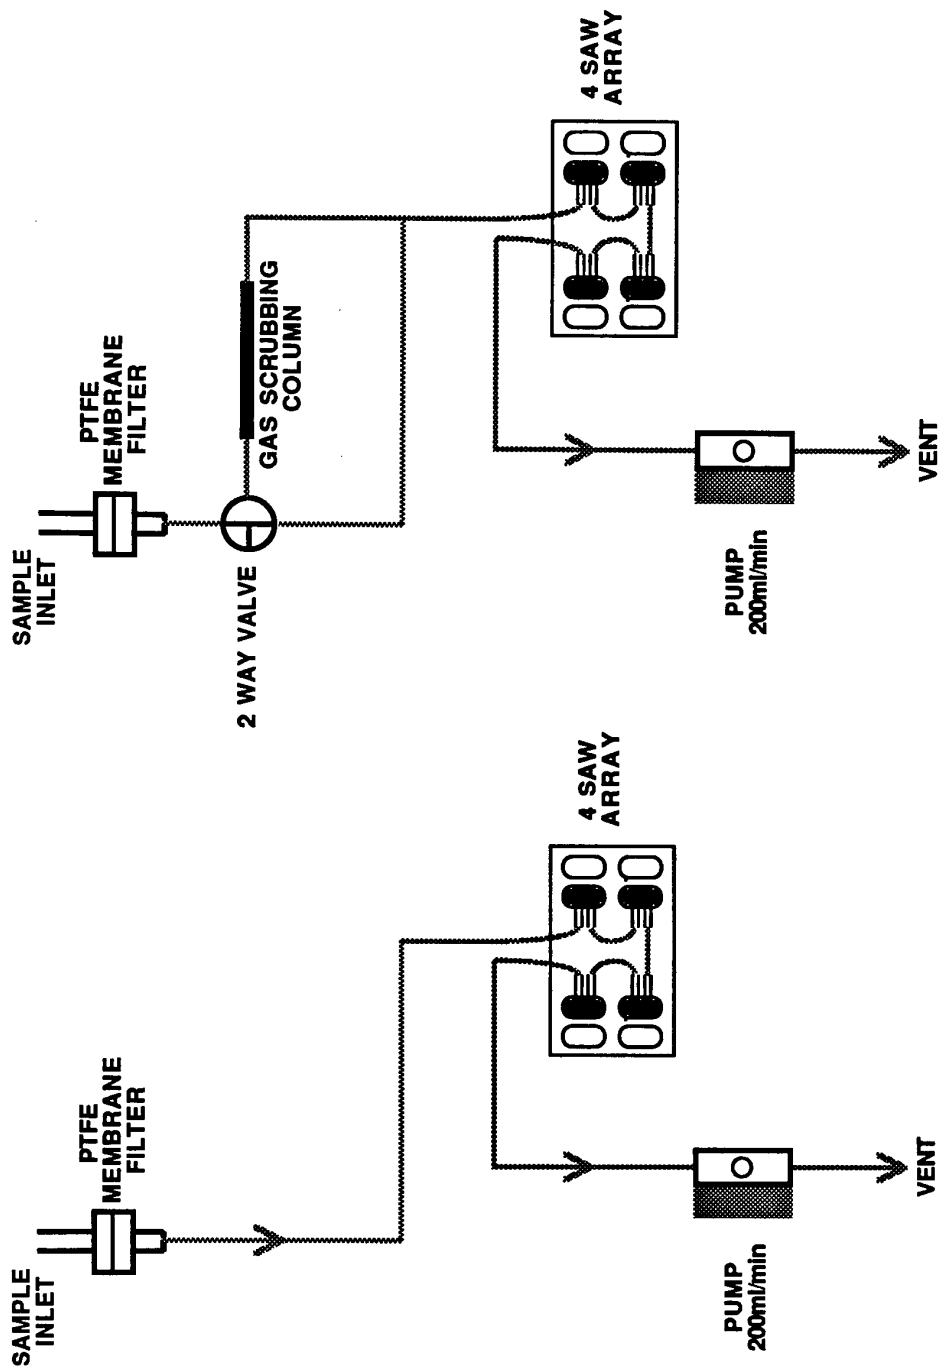 SAMPLE
INLET
PTFE
MEMBRANE
FILTER
4 SAW
ARRAY
PUMP
200ml/min
VENT
SAMPLE
INLET
PTFE
MEMBRANE
FILTER
2 WAY VALVE
GAS SCRUBBING
COLUMN
4 SAW
ARRAY
PUMP
200ml/min
VENT